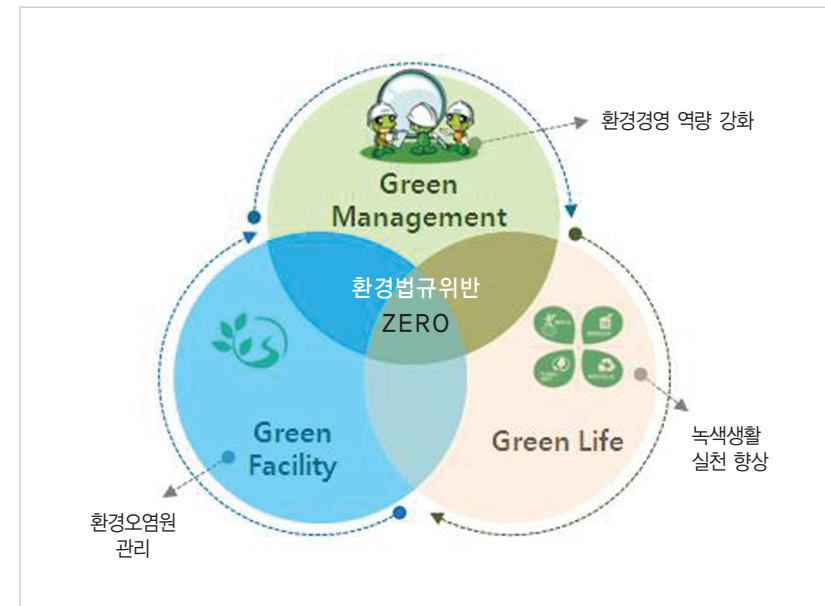 환경경영 역량 강화
Green
Management
환경법규위반
ZERO
Green
Facility
Green Life
녹색생활
실천 향상
환경오염원
관리